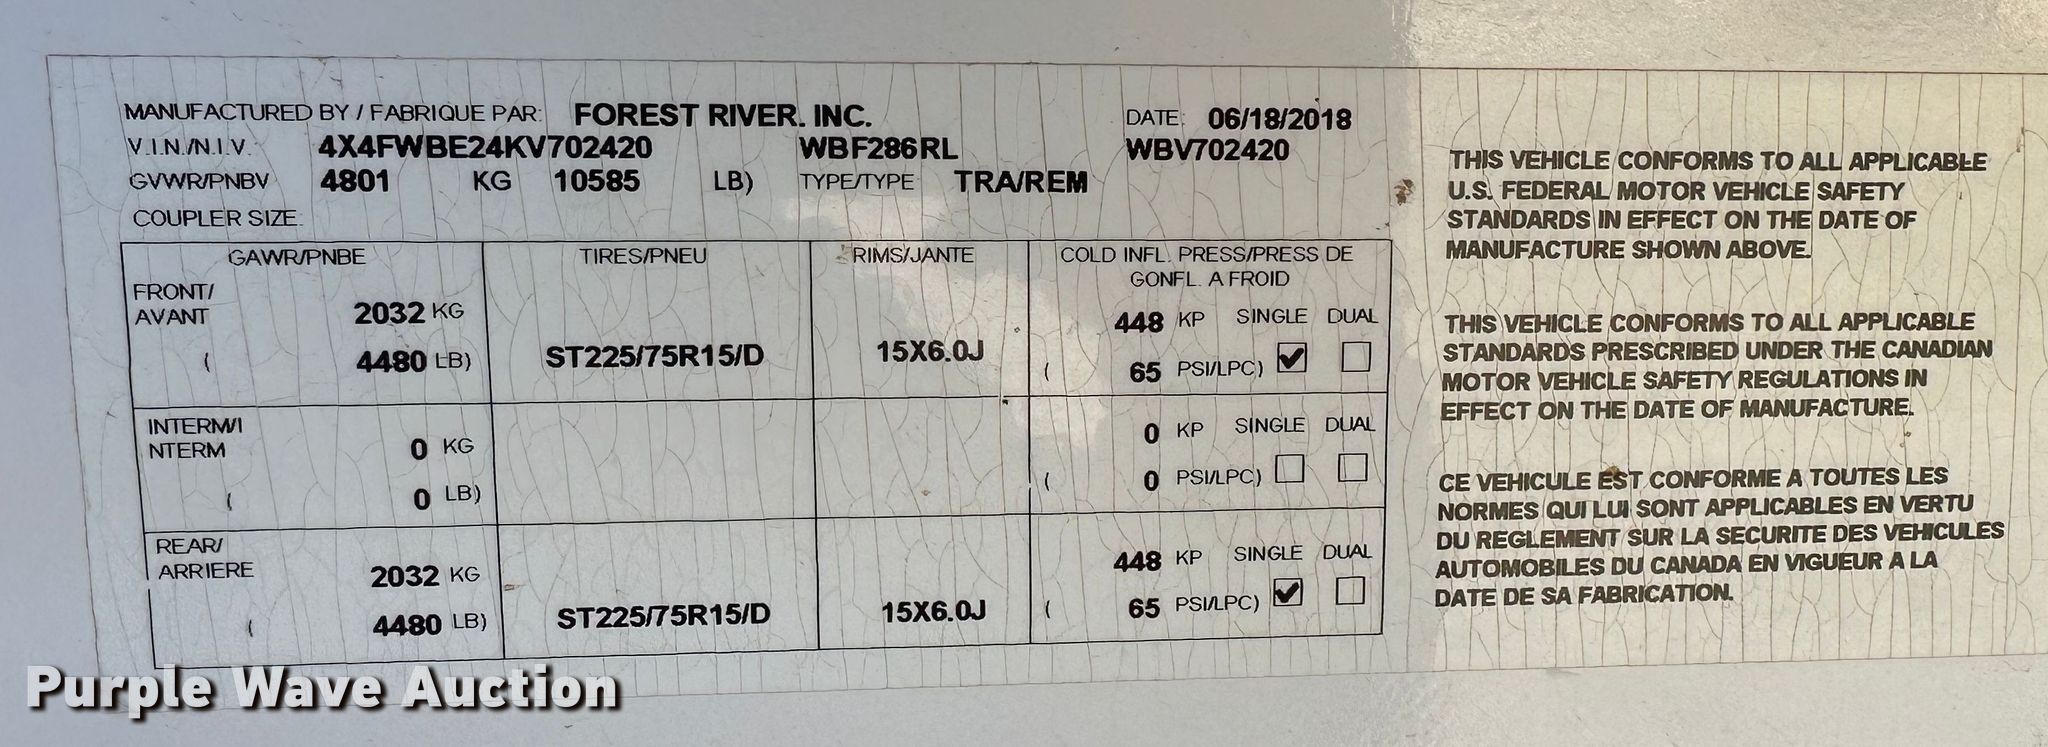 MANUFACTURED BY / FABRIQUE PAR: FOREST RIVER. INC. DATE: 06/18/2018
V.I.N./N.I.V. 4X4FWBE24KV702420 WBF286RL WBV702420
GVWR/PNBV 4801 KG 10585 LB) TYPE/TYPE TRA/REM
COUPLER SIZE:
GAWR/PNBE TIRES/PNEU RIMS/JANTE COLD INFL. PRESS/PRESS DE
GONFL. A FROID
FRONT/
AVANT 2032 KG 448 KP SINGLE DUAL
( 4480 LB) ST225/75R15/D 15X6.0J ( 65 PSI/LPC)
INTERM/I
NTERM 0 KG 0 KP SINGLE DUAL
( 0 LB) ( 0 PSI/LPC)
REAR/
ARRIERE 2032 KG 448 KP SINGLE DUAL
( 4480 LB) ST225/75R15/D 15X6.0J ( 65 PSI/LPC)
THIS VEHICLE CONFORMS TO ALL APPLICABLE
U.S. FEDERAL MOTOR VEHICLE SAFETY
STANDARDS IN EFFECT ON THE DATE OF
MANUFACTURE SHOWN ABOVE.
THIS VEHICLE CONFORMS TO ALL APPLICABLE
STANDARDS PRESCRIBED UNDER THE CANADIAN
MOTOR VEHICLE SAFETY REGULATIONS IN
EFFECT ON THE DATE OF MANUFACTURE.
CE VEHICULE EST CONFORME A TOUTES LES
NORMES QUI LUI SONT APPLICABLES EN VERTU
DU REGLEMENT SUR LA SECURITE DES VEHICULES
AUTOMOBILES DU CANADA EN VIGUEUR A LA
DATE DE SA FABRICATION.
Purple Wave Auction